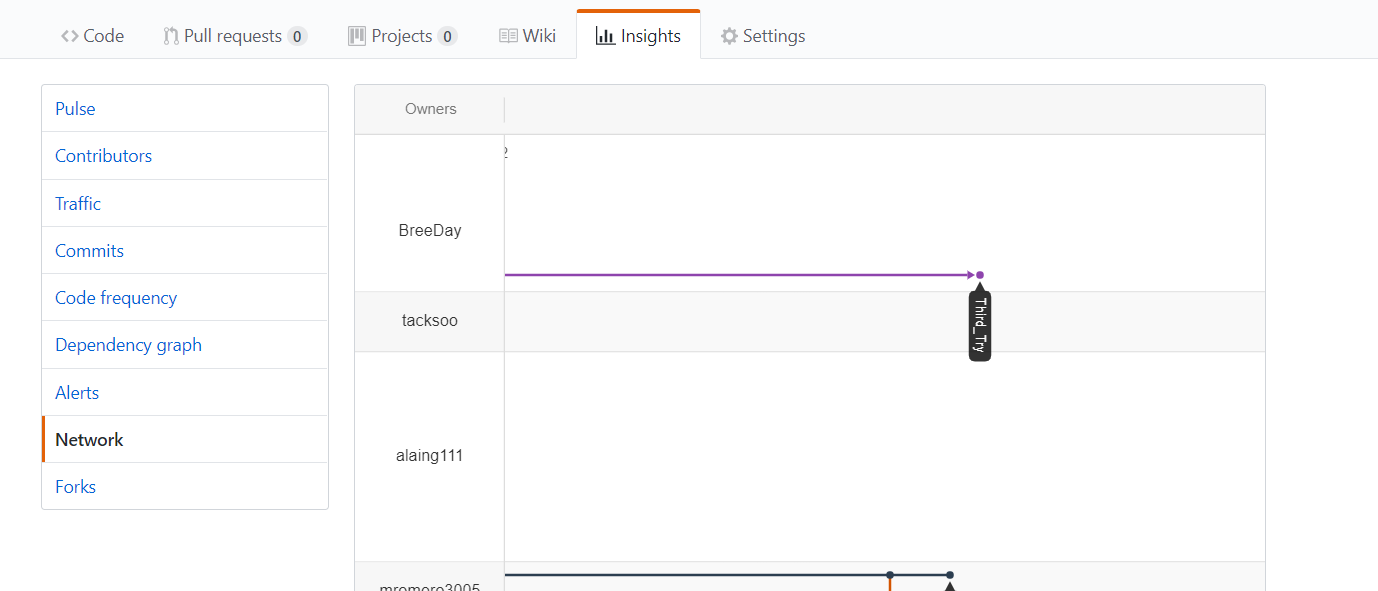 Code Pull requests 0 Projects 0 Wiki Insights Settings
Pulse
Contributors
Traffic
Commits
Code frequency
Dependency graph
Alerts
Network
Forks
Owners
2
BreeDay
Third_Try
tacksoo
alaing111
mromero3005